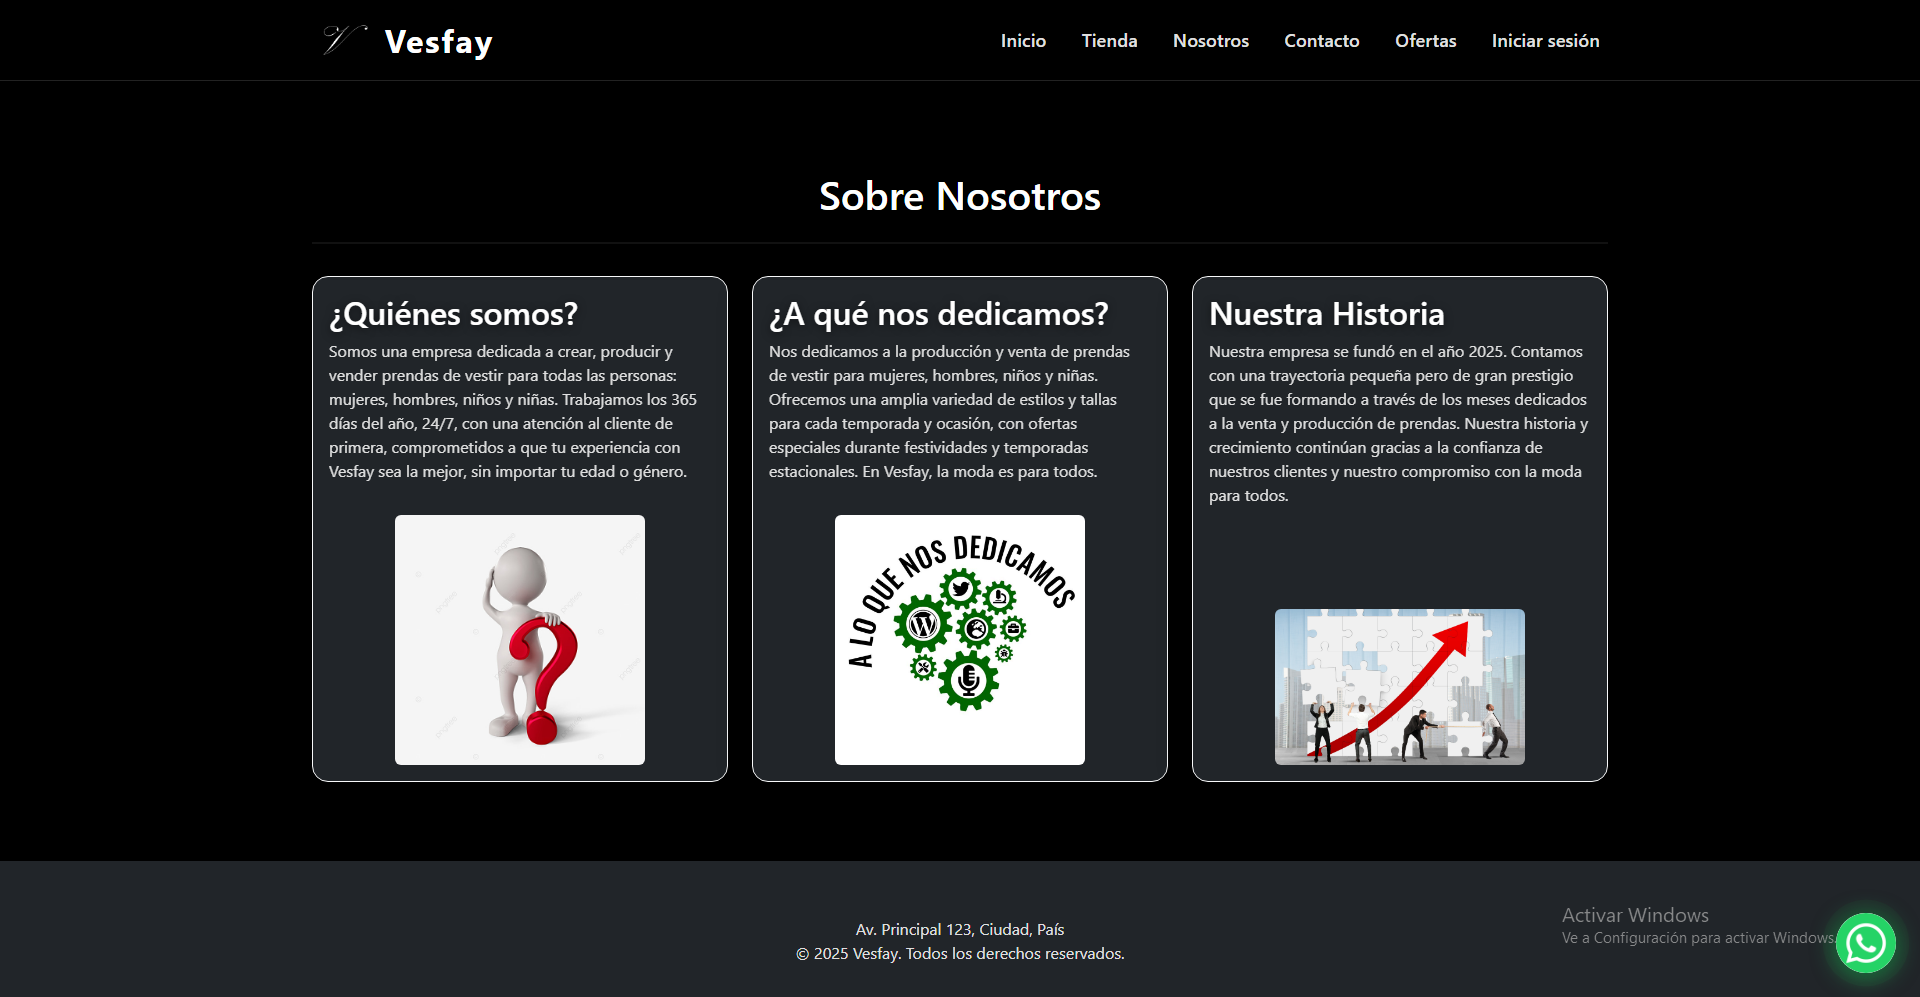 V Vesfay
Inicio Tienda Nosotros Contacto Ofertas Iniciar sesión
Sobre Nosotros
¿Quiénes somos?
Somos una empresa dedicada a crear, producir y
vender prendas de vestir para todas las personas:
mujeres, hombres, niños y niñas. Trabajamos los 365
días del año, 24/7, con una atención al cliente de
primera, comprometidos a que tu experiencia con
Vesfay sea la mejor, sin importar tu edad o género.
¿A qué nos dedicamos?
Nos dedicamos a la producción y venta de prendas
de vestir para mujeres, hombres, niños y niñas.
Ofrecemos una amplia variedad de estilos y tallas
para cada temporada y ocasión, con ofertas
especiales durante festividades y temporadas
estacionales. En Vesfay, la moda es para todos.
A LO QUE NOS DEDICAMOS
Nuestra Historia
Nuestra empresa se fundó en el año 2025. Contamos
con una trayectoria pequeña pero de gran prestigio
que se fue formando a través de los meses dedicados
a la venta y producción de prendas. Nuestra historia y
crecimiento continúan gracias a la confianza de
nuestros clientes y nuestro compromiso con la moda
para todos.
Av. Principal 123, Ciudad, País
© 2025 Vesfay. Todos los derechos reservados.
Activar Windows
Ve a Configuración para activar Windows.